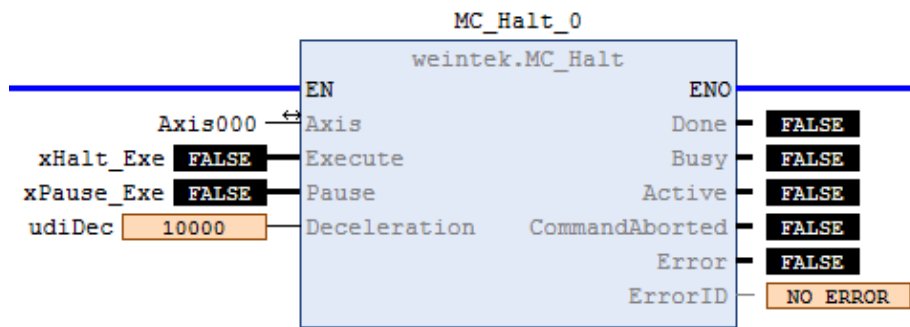 MC_Halt_0
weintek.MC_Halt
EN ENO
Axis000 Axis Done FALSE
xHalt_Exe FALSE Execute Busy FALSE
xPause_Exe FALSE Pause Active FALSE
udiDec 10000 Deceleration CommandAborted FALSE
Error FALSE
ErrorID NO ERROR